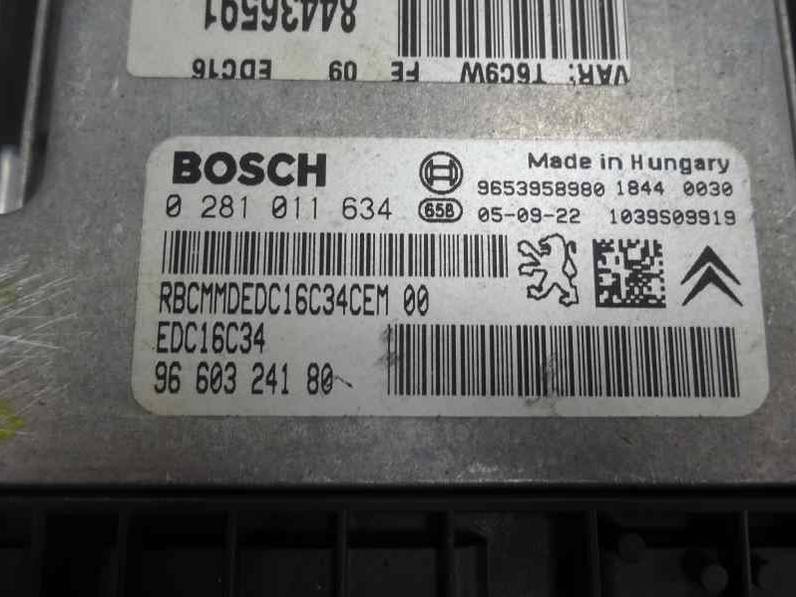 84436591
VAR: T6C9W FE 09 EDC16
BOSCH
Made in Hungary
9653958980 1844 0030
0 281 011 634
658
05-09-22 1039S09919
RBCMMDEDC16C34CEM 00
EDC16C34
96 603 241 80